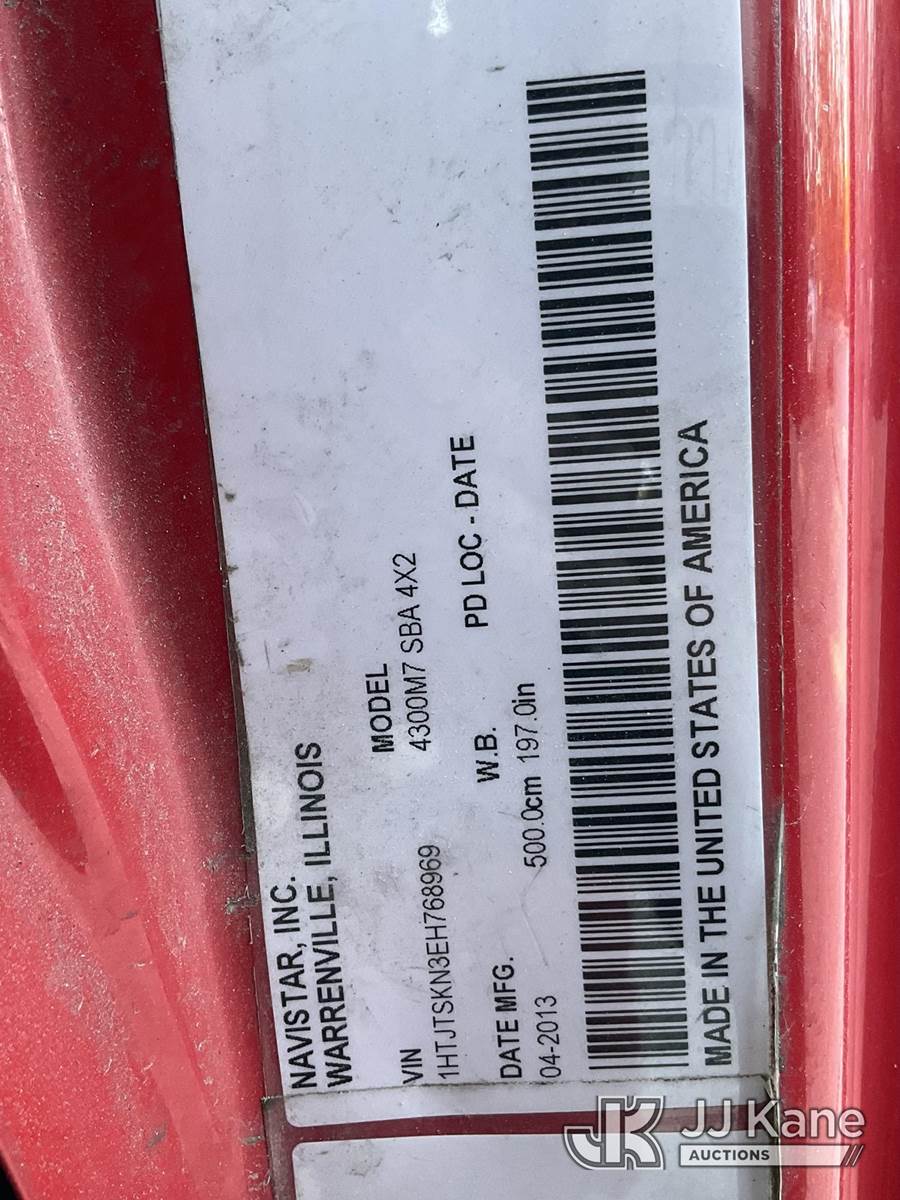 NAVISTAR, INC.
WARRENVILLE, ILLINOIS
VIN MODEL
1HTJTSKN3EH768969 4300M7 SBA 4X2
DATE MFG. W.B. PD LOC - DATE
04-2013 500.0cm 197.0in
MADE IN THE UNITED STATES OF AMERICA
JK JJ Kane
AUCTIONS